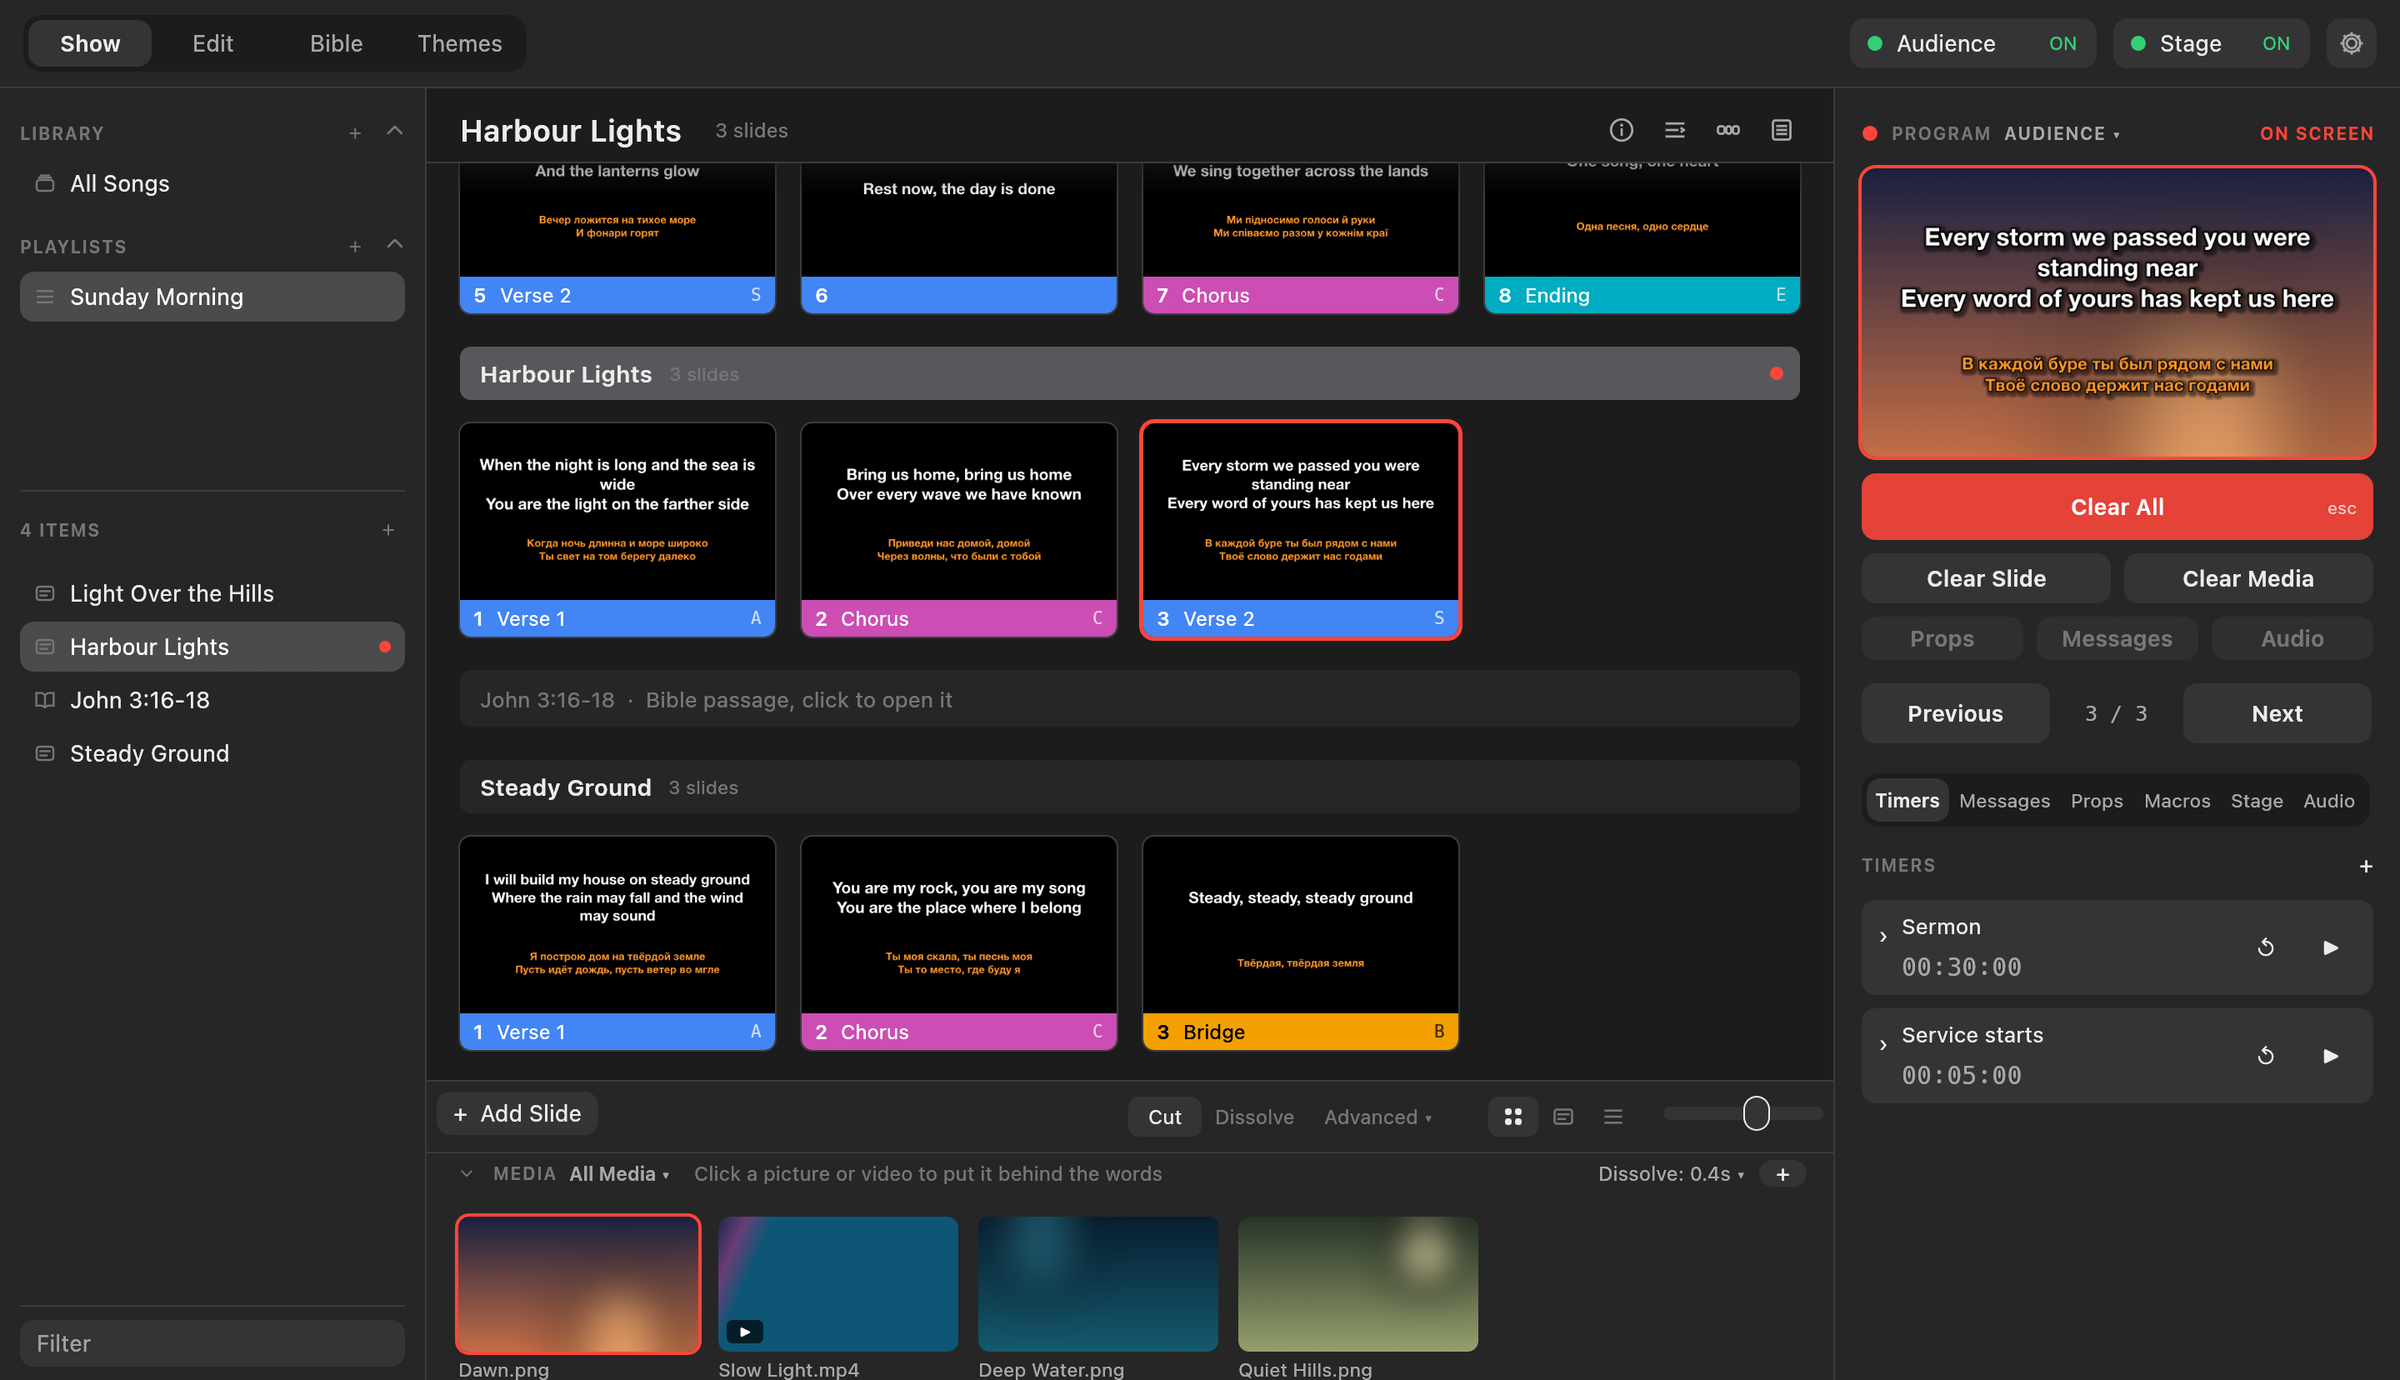 Show
Edit
Bible
Themes
Audience
ON
Stage
ON
LIBRARY
All Songs
PLAYLISTS
Sunday Morning
4 ITEMS
Light Over the Hills
Harbour Lights
John 3:16-18
Steady Ground
Filter
Harbour Lights
3 slides
And the lanterns glow
Вечер ложится на тихое море
И фонари горят
5 Verse 2 S
Rest now, the day is done
6
We sing together across the lands
Ми підносимо голоси й руки
Ми співаємо разом у кожнім краї
7 Chorus C
One song, one heart
Одна песня, одно сердце
8 Ending E
Harbour Lights 3 slides
When the night is long and the sea is
wide
You are the light on the farther side
Когда ночь длинна и море широко
Ты свет на том берегу далеко
1 Verse 1 A
Bring us home, bring us home
Over every wave we have known
Приведи нас домой, домой
Через волны, что были с тобой
2 Chorus C
Every storm we passed you were
standing near
Every word of yours has kept us here
В каждой буре ты был рядом с нами
Твоё слово держит нас годами
3 Verse 2 S
John 3:16-18 · Bible passage, click to open it
Steady Ground 3 slides
I will build my house on steady ground
Where the rain may fall and the wind
may sound
Я построю дом на твёрдой земле
Пусть идёт дождь, пусть ветер во мгле
1 Verse 1 A
You are my rock, you are my song
You are the place where I belong
Ты моя скала, ты песнь моя
Ты то место, где буду я
2 Chorus C
Steady, steady, steady ground
Твёрдая, твёрдая земля
3 Bridge B
+ Add Slide
Cut
Dissolve
Advanced
MEDIA
All Media
Click a picture or video to put it behind the words
Dissolve: 0.4s
Dawn.png
Slow Light.mp4
Deep Water.png
Quiet Hills.png
PROGRAM AUDIENCE
ON SCREEN
Every storm we passed you were
standing near
Every word of yours has kept us here
В каждой буре ты был рядом с нами
Твоё слово держит нас годами
Clear All
esc
Clear Slide
Clear Media
Props
Messages
Audio
Previous
3 / 3
Next
Timers
Messages
Props
Macros
Stage
Audio
TIMERS
Sermon
00:30:00
Service starts
00:05:00